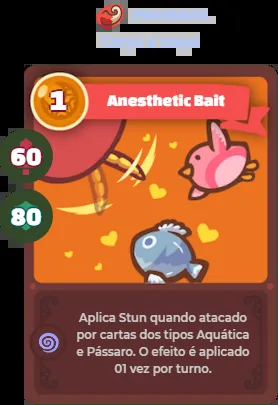 1
Anesthetic Bait
60
80
Aplica Stun quando atacado
por cartas dos tipos Aquática
e Pássaro. O efeito é aplicado
01 vez por turno.